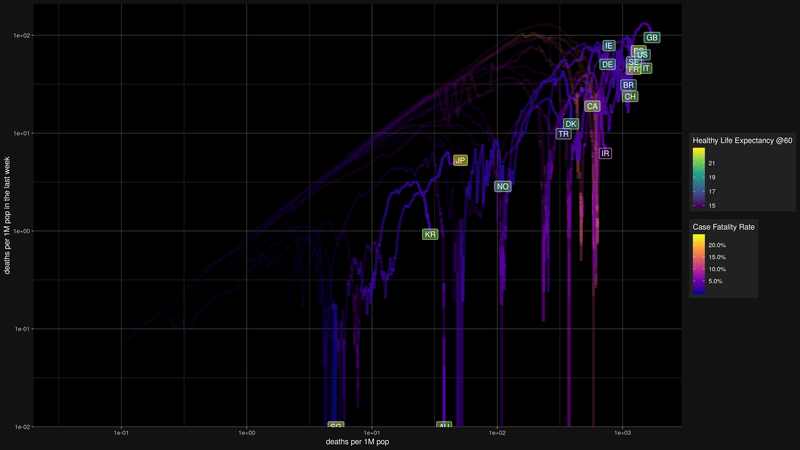 deaths per 1M pop in the last week
1e+02
1e+01
1e+00
1e-01
1e-02
GB
IE
US
SE
DE
FR
IT
BR
CH
CA
DK
TR
IR
JP
NO
KR
SG
AU
1e-01
1e+00
1e+01
1e+02
1e+03
deaths per 1M pop
Healthy Life Expectancy @60
21
19
17
15
Case Fatality Rate
20.0%
15.0%
10.0%
5.0%